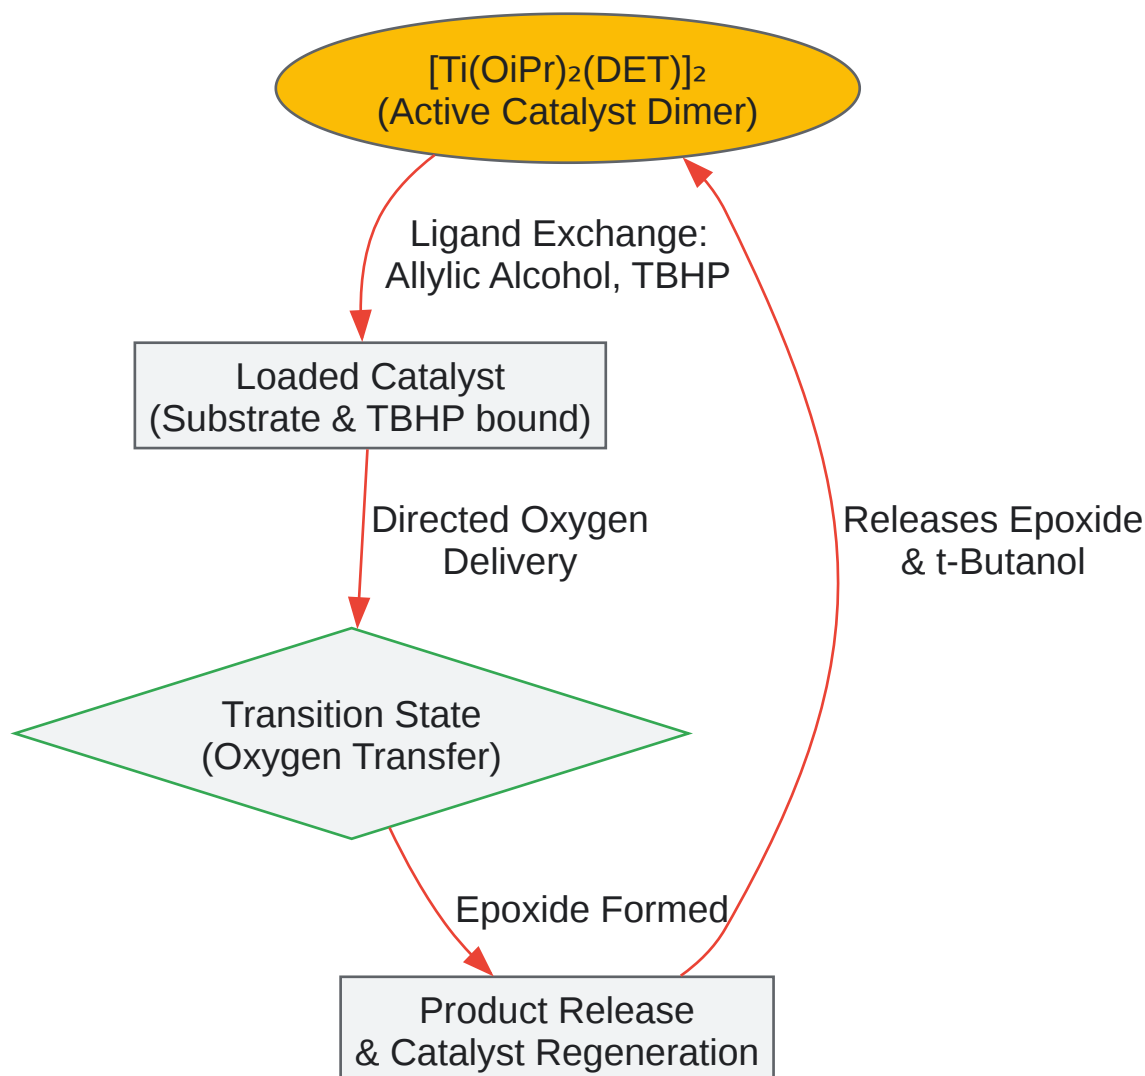 [Ti(OiPr)₂(DET)]₂
(Active Catalyst Dimer)
Ligand Exchange:
Allylic Alcohol, TBHP
Loaded Catalyst
(Substrate & TBHP bound)
Directed Oxygen
Delivery
Releases Epoxide
& t-Butanol
Transition State
(Oxygen Transfer)
Epoxide Formed
Product Release
& Catalyst Regeneration